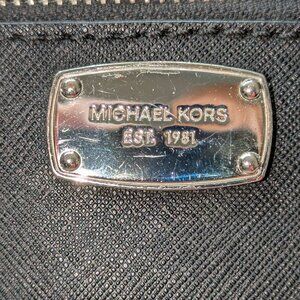 MICHAEL KORS
EST. 1981